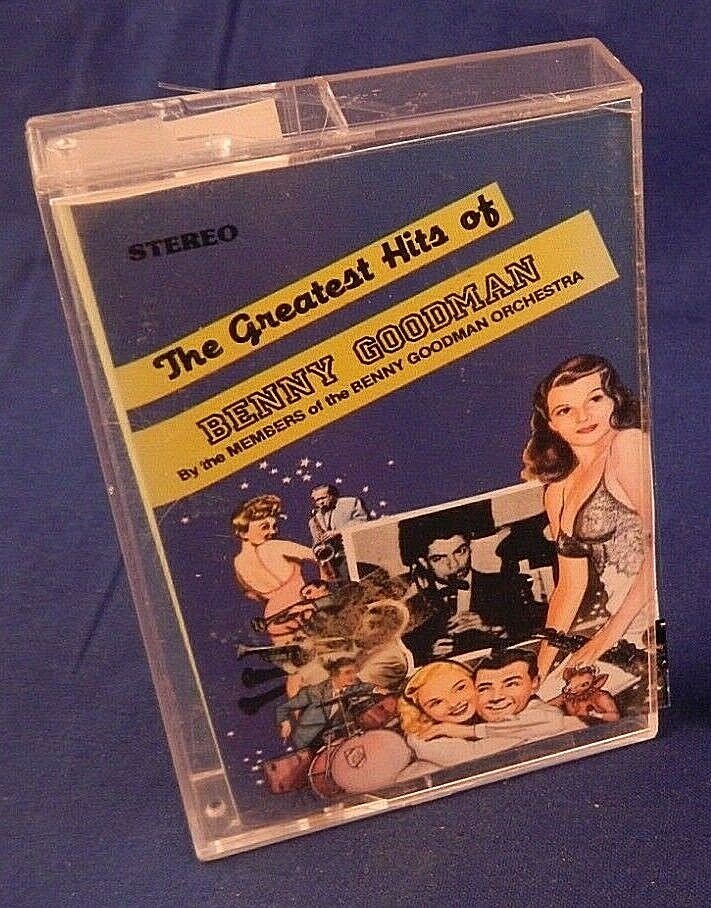 STEREO
The Greatest Hits of
BENNY GOODMAN
By the MEMBERS of the BENNY GOODMAN ORCHESTRA